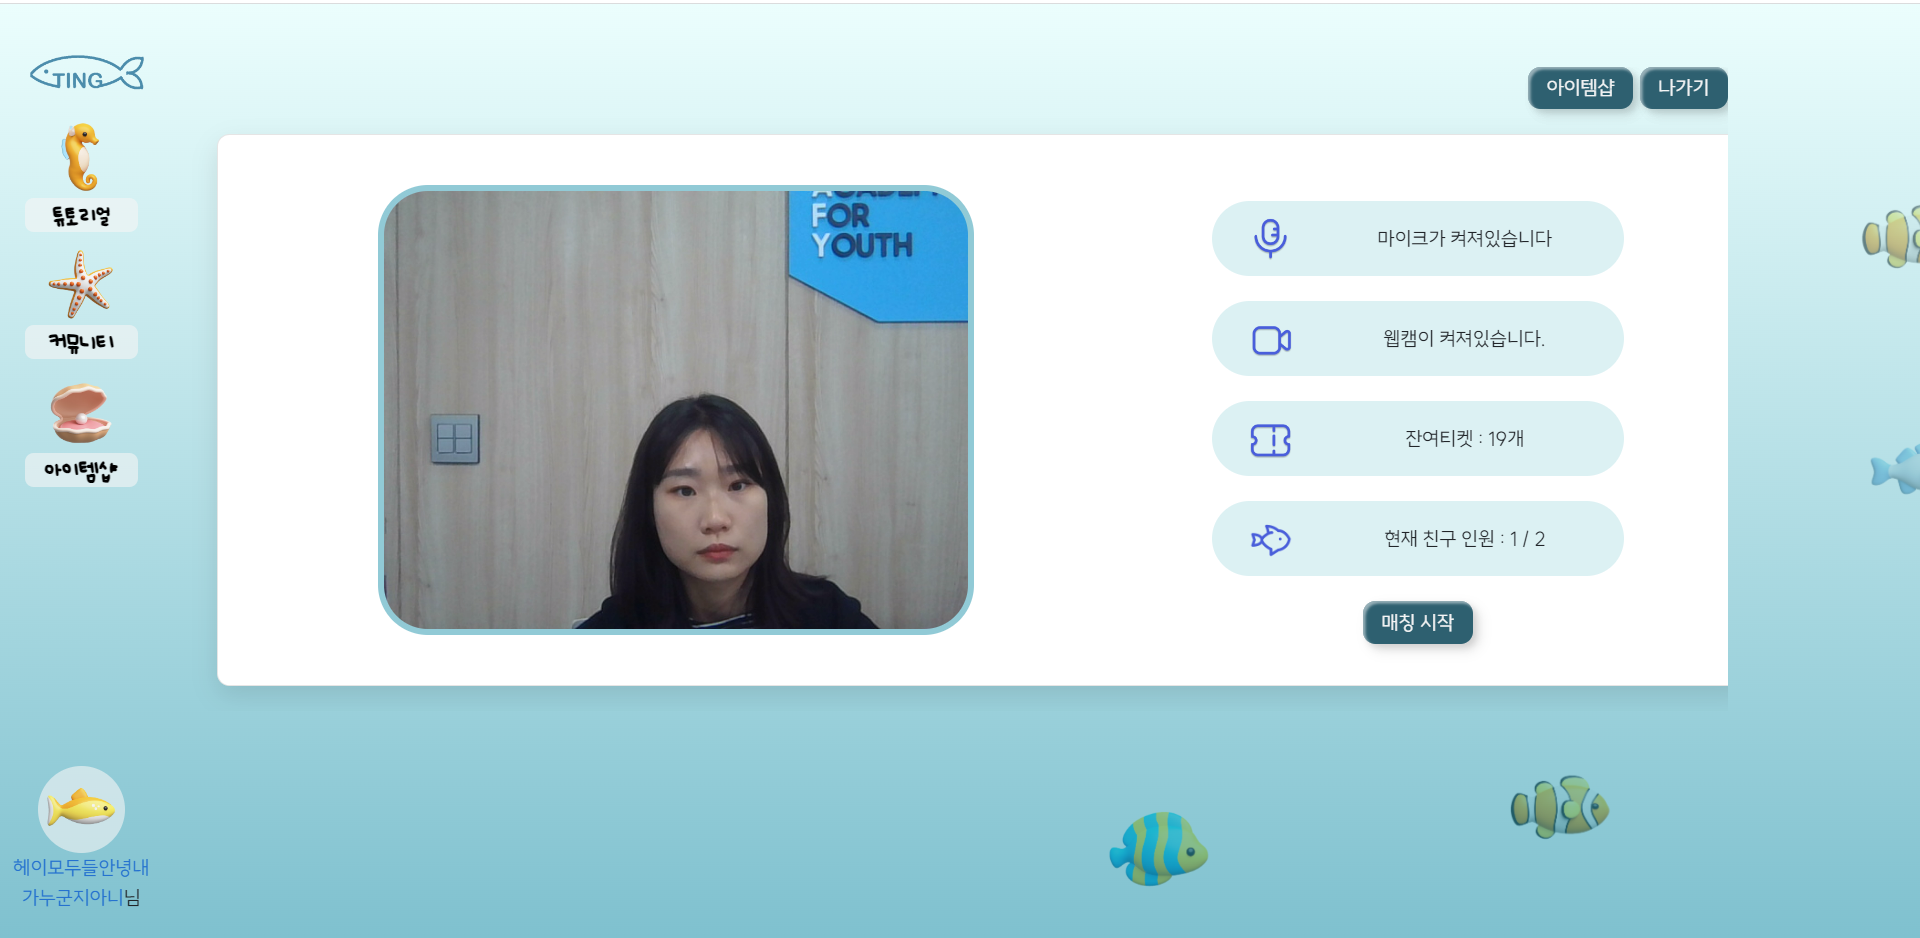 TING
아이템샵
나가기
튜토리얼
커뮤니티
아이템샵
FOR
YOUTH
마이크가 켜져있습니다
웹캠이 켜져있습니다.
잔여티켓 : 19개
현재 친구 인원 : 1 / 2
매칭 시작
헤이모두들안녕내
가누군지아니님